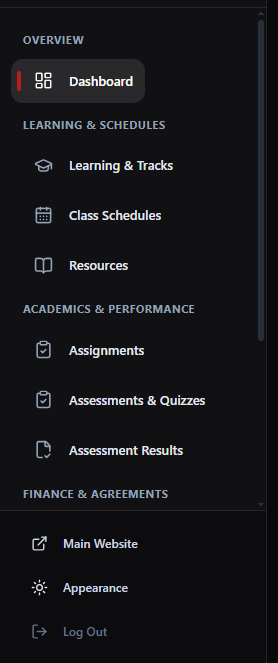 OVERVIEW
Dashboard
LEARNING & SCHEDULES
Learning & Tracks
Class Schedules
Resources
ACADEMICS & PERFORMANCE
Assignments
Assessments & Quizzes
Assessment Results
FINANCE & AGREEMENTS
Main Website
Appearance
Log Out